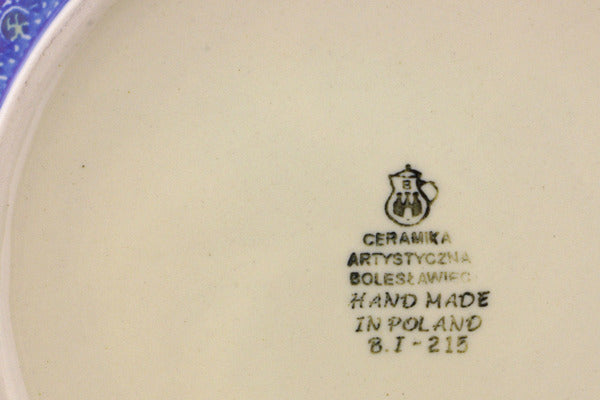 B
CERAMIKA
ARTYSTYCZNA
BOLESŁAWIEC
HAND MADE
IN POLAND
B.I-215